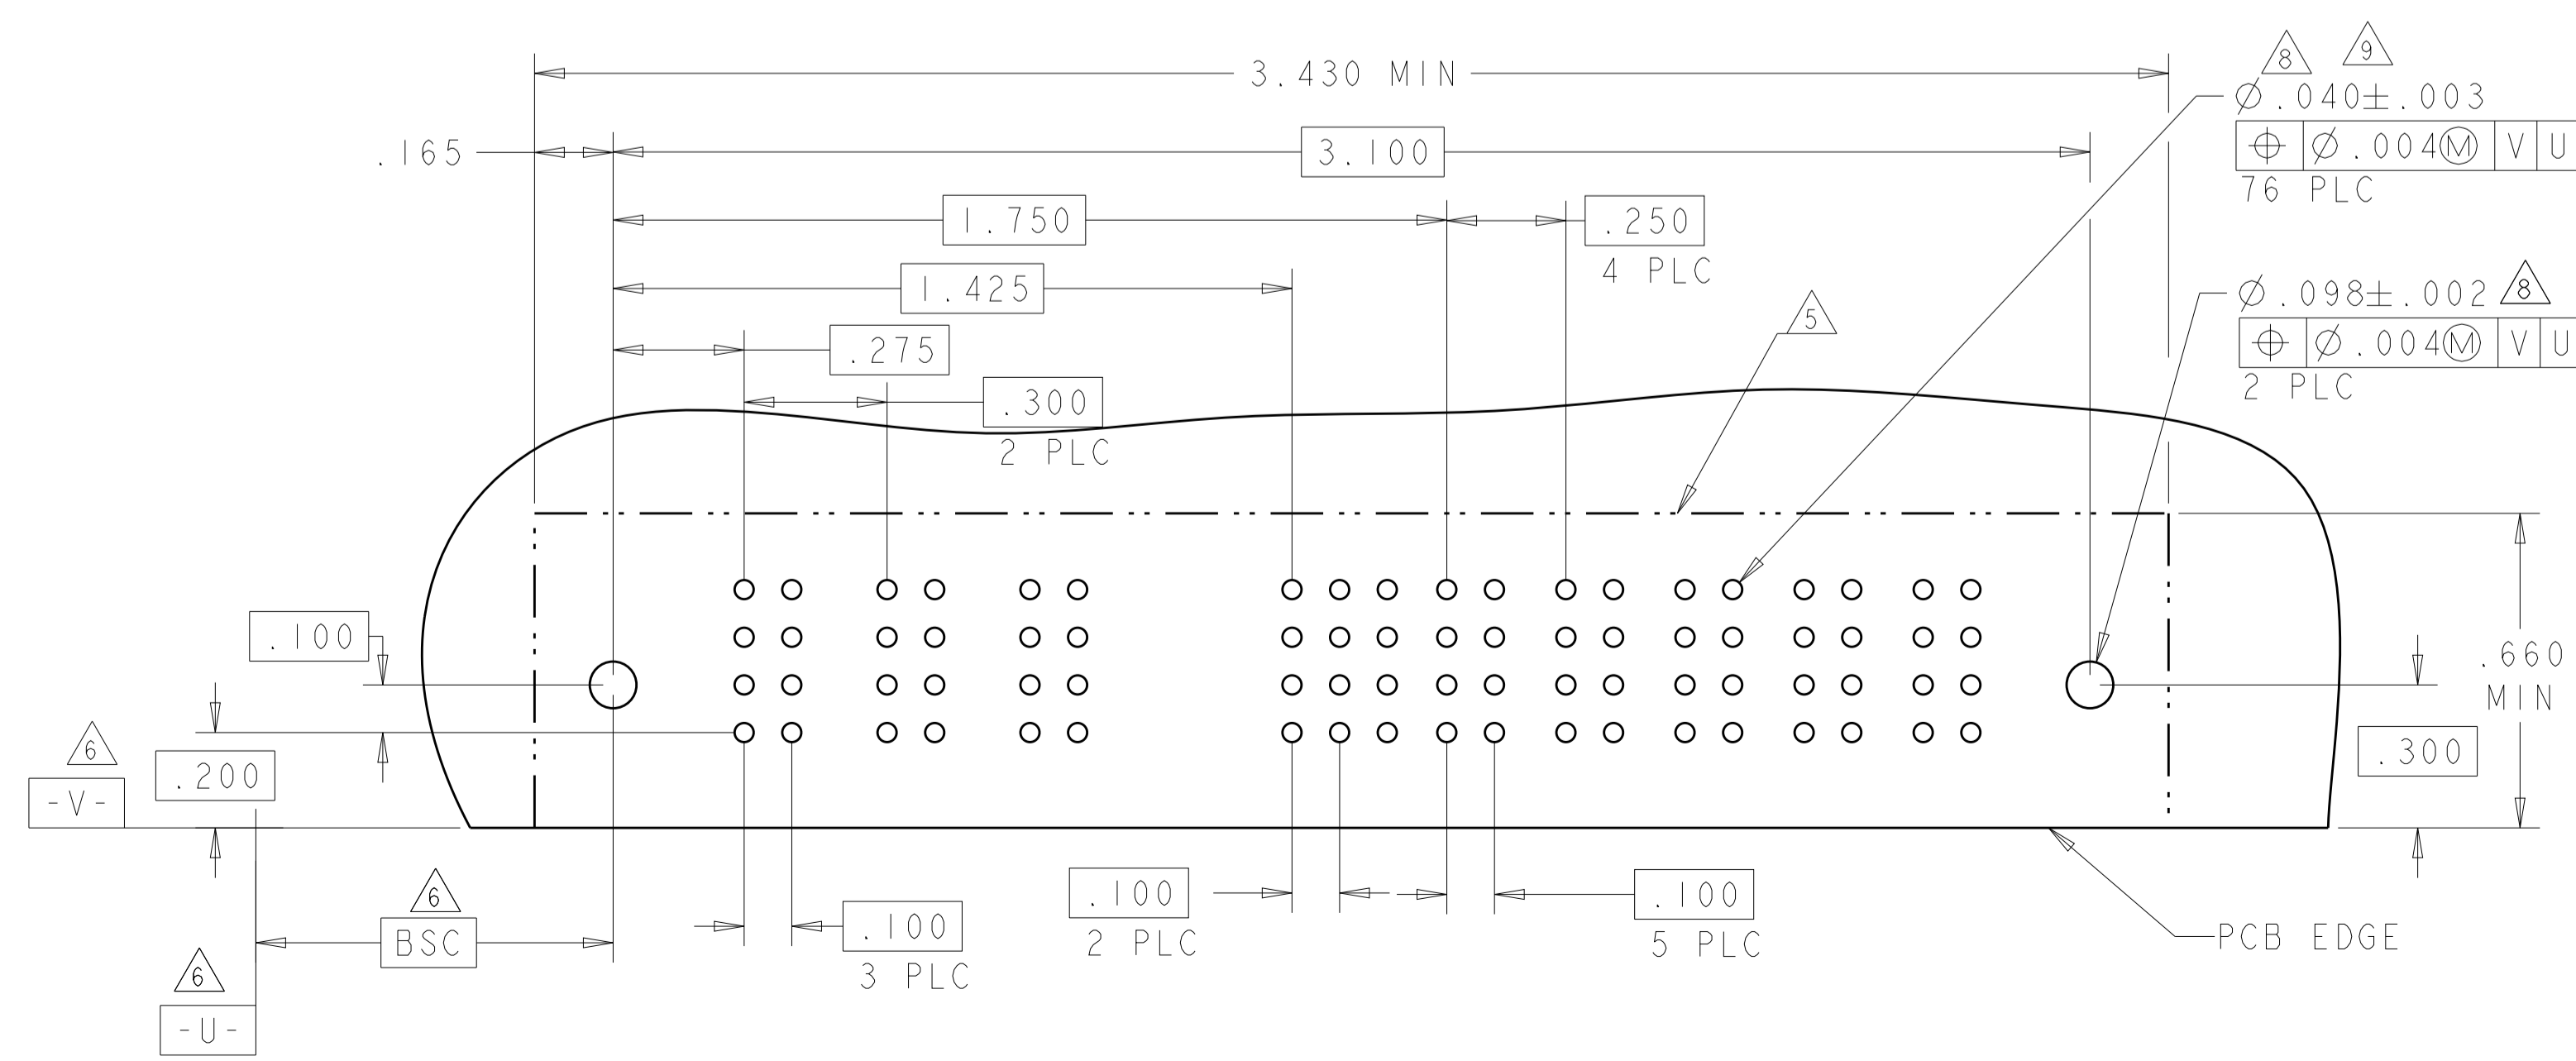 8 9
3.430 MIN
⌀.040±.003
.165
3.100
⌖ ⌀.004Ⓜ V U
76 PLC
1.750
.250
4 PLC
1.425
⌀.098±.002 8
5
⌖ ⌀.004Ⓜ V U
.275
2 PLC
.300
2 PLC
.100
.660
MIN
6
.200
.300
-V-
6
.100
.100
BSC
.100
PCB EDGE
2 PLC
5 PLC
3 PLC
6
-U-